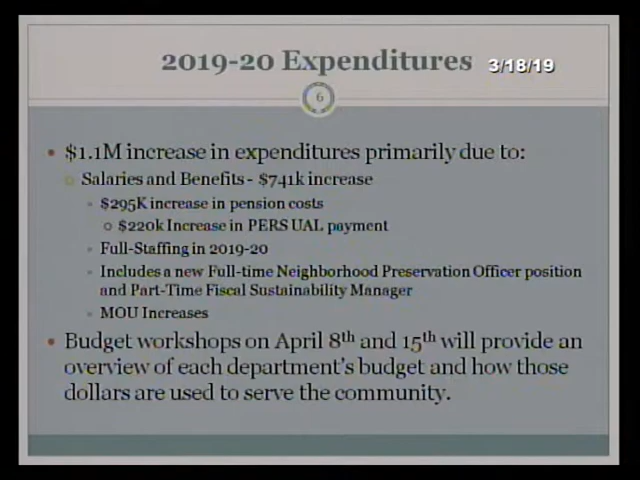 2019-20 Expenditures
3/18/19
6
• $1.1M increase in expenditures primarily due to:
Salaries and Benefits - $741k increase
$295K increase in pension costs
$220k Increase in PERS UAL payment
Full-Staffing in 2019-20
Includes a new Full-time Neighborhood Preservation Officer position
and Part-Time Fiscal Sustainability Manager
MOU Increases
• Budget workshops on April 8th and 15th will provide an
overview of each department's budget and how those
dollars are used to serve the community.